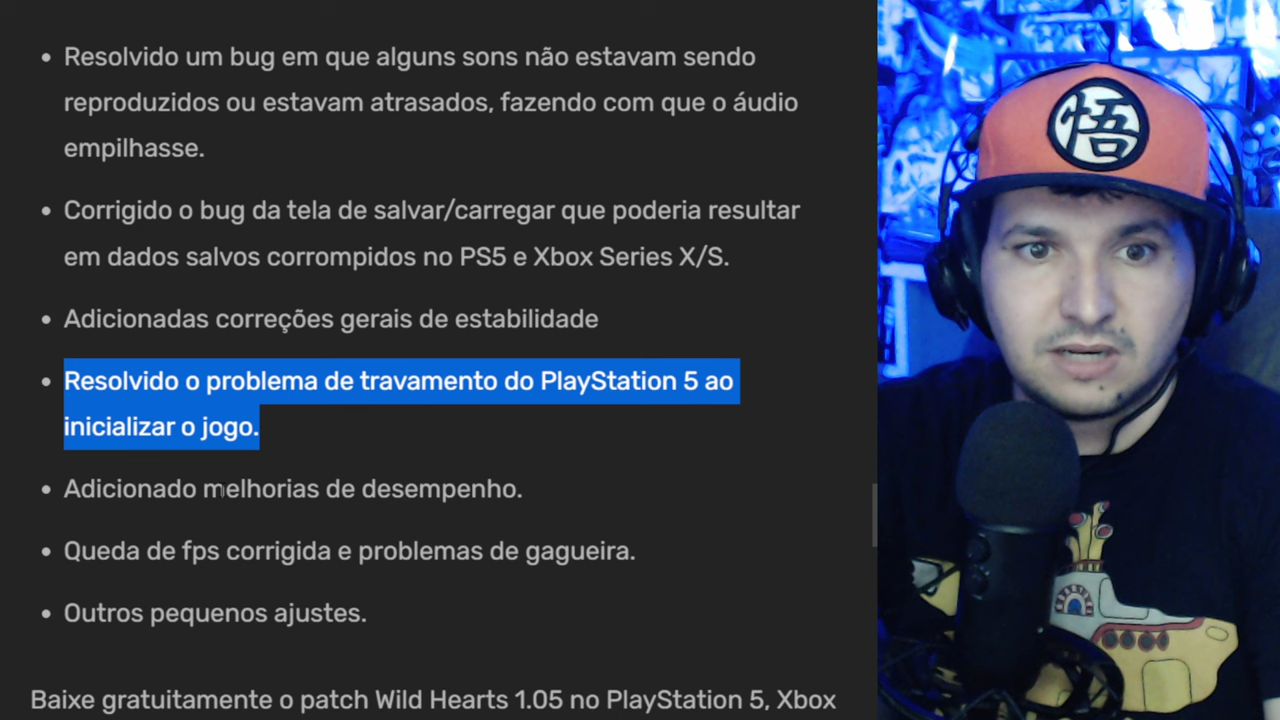 Resolvido um bug em que alguns sons não estavam sendo
reproduzidos ou estavam atrasados, fazendo com que o áudio
empilhasse.
Corrigido o bug da tela de salvar/carregar que poderia resultar
em dados salvos corrompidos no PS5 e Xbox Series X/S.
Adicionadas correções gerais de estabilidade
Resolvido o problema de travamento do PlayStation 5 ao
inicializar o jogo.
Adicionado melhorias de desempenho.
Queda de fps corrigida e problemas de gagueira.
Outros pequenos ajustes.
Baixe gratuitamente o patch Wild Hearts 1.05 no PlayStation 5, Xbox
悟